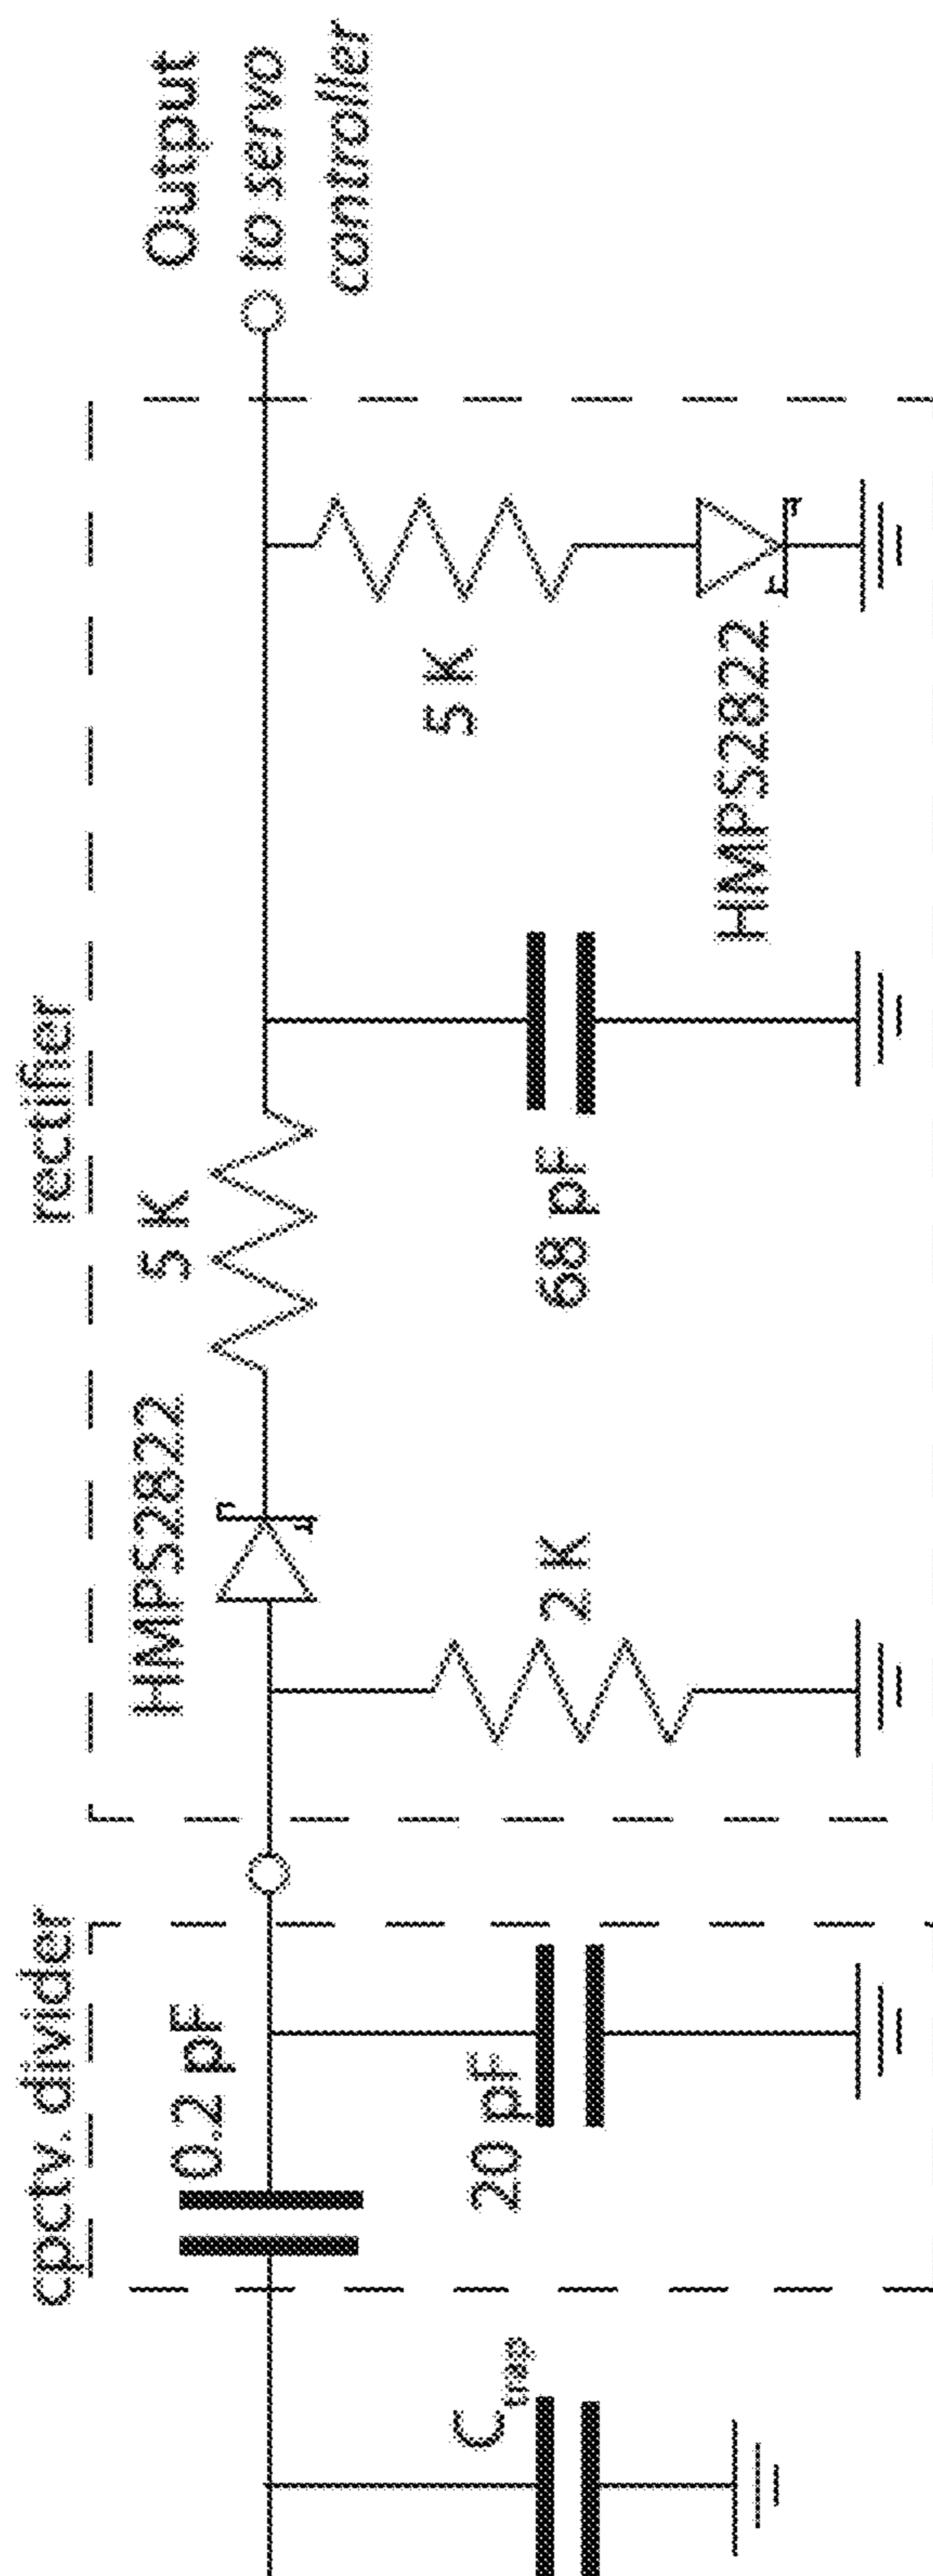 cpctv. divider
rectifier
0.2 pF
HMPS2822
5 K
Output
to servo
controller
C trap
20 pF
2 K
68 pF
5 K
HMPS2822